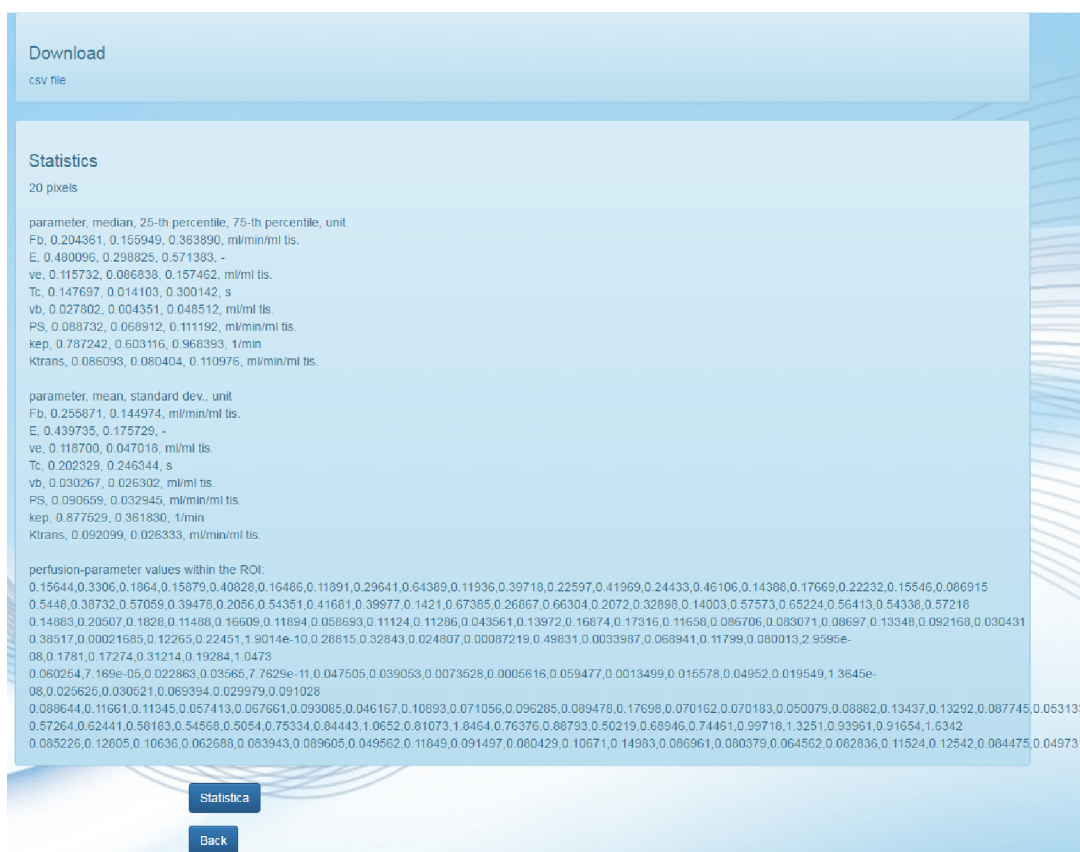 Download
csv file
Statistics
20 pixels
parameter, median, 25-th percentile, 75-th percentile, unit
Fb, 0.204361, 0.155949, 0.363890, ml/min/ml tis.
E, 0.480096, 0.298825, 0.571383, -
ve, 0.115732, 0.086838, 0.157462, ml/ml tis.
Tc, 0.147697, 0.014103, 0.300142, s
vb, 0.027802, 0.004351, 0.048512, ml/ml tis.
PS, 0.088732, 0.068912, 0.111192, ml/min/ml tis.
kep, 0.787242, 0.603116, 0.968393, 1/min
Ktrans, 0.086093, 0.080404, 0.110976, ml/min/ml tis.
parameter, mean, standard dev., unit
Fb, 0.255871, 0.144974, ml/min/ml tis.
E, 0.439735, 0.175729, -
ve, 0.118700, 0.047018, ml/ml tis.
Tc, 0.202329, 0.246344, s
vb, 0.030267, 0.026302, ml/ml tis.
PS, 0.090659, 0.032945, ml/min/ml tis.
kep, 0.877529, 0.361830, 1/min
Ktrans, 0.092099, 0.026333, ml/min/ml tis.
perfusion-parameter values within the ROI:
0.15644,0.3306,0.1864,0.15879,0.40828,0.16486,0.11891,0.29641,0.64389,0.11936,0.39718,0.22597,0.41969,0.24433,0.46106,0.14388,0.17669,0.22232,0.15546,0.086915
0.5448,0.38732,0.57059,0.39478,0.2056,0.54351,0.41681,0.39977,0.1421,0.67385,0.26867,0.66304,0.2072,0.32898,0.14003,0.57573,0.65224,0.56413,0.54338,0.57218
0.14883,0.20507,0.1828,0.11488,0.16609,0.11894,0.058693,0.11124,0.11286,0.043561,0.13972,0.16874,0.17316,0.11658,0.086706,0.083071,0.08697,0.13348,0.092168,0.030431
0.38517,0.00021685,0.12265,0.22451,1.9014e-10,0.28815,0.32843,0.024807,0.00087219,0.49831,0.0033987,0.068941,0.11799,0.080013,2.9595e-
08,0.1781,0.17274,0.31214,0.19284,1.0473
0.060254,7.169e-05,0.022863,0.03565,7.7629e-11,0.047505,0.039053,0.0073528,0.0005616,0.059477,0.0013499,0.015578,0.04952,0.019549,1.3645e-
08,0.025625,0.030521,0.069394,0.029979,0.091028
0.088644,0.11661,0.11345,0.057413,0.067661,0.093085,0.046167,0.10893,0.071056,0.096285,0.089478,0.17698,0.070162,0.070183,0.050079,0.08882,0.13437,0.13292,0.087745,0.053133
0.57264,0.62441,0.58183,0.54568,0.5054,0.75334,0.84443,1.0652,0.81073,1.8464,0.76376,0.88793,0.50219,0.68946,0.74461,0.99718,1.3251,0.93961,0.91654,1.6342
0.085226,0.12805,0.10636,0.062688,0.083943,0.089605,0.049562,0.11849,0.091497,0.080429,0.10671,0.14983,0.086961,0.080379,0.064562,0.082836,0.11524,0.12542,0.084475,0.04973
Statistica
Back